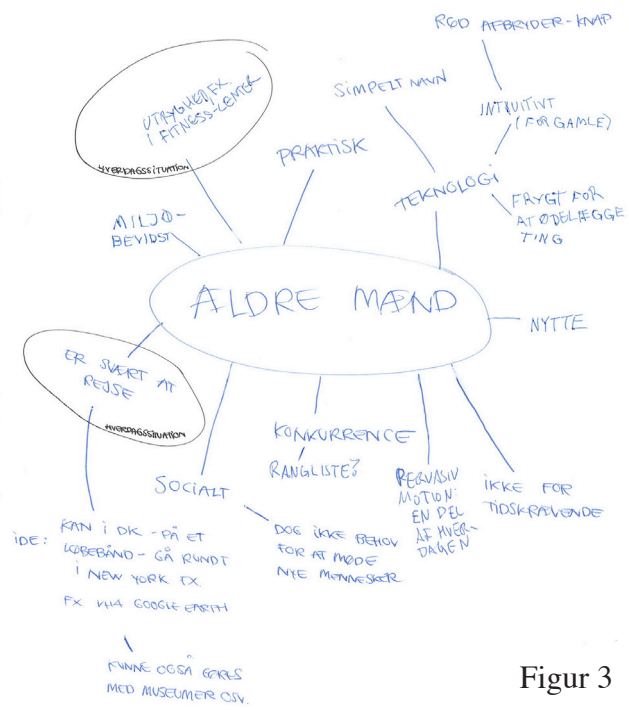 RØD AFBRYDER-KNAP
SIMPELT NAVN
INTUITIVT
(FOR GAMLE)
UTRYGHED FX.
I FITNESS-CENTER
HVERDAGSSITUATION
PRAKTISK
TEKNOLOGI
FRYGT FOR
AT ØDELÆGGE
TING
MILJØ-
BEVIDST
ÆLDRE MÆND
NYTTE
ER SVÆRT AT
REJSE
HVERDAGSSITUATION
KONKURRENCE
RANGLISTE?
SOCIALT
DOG IKKE BEHOV
FOR AT MØDE
NYE MENNESKER
PERVASIV
MOTION:
EN DEL
AF HVER-
DAGEN
IKKE FOR
TIDSKRÆVENDE
IDE: KAN I DK - PÅ ET
LØBEBÅND - GÅ RUNDT
I NEW YORK FX.
FX VHA GOOGLE EARTH
KUNNE OGSÅ GØRES
MED MUSEUMER OSV.
Figur 3